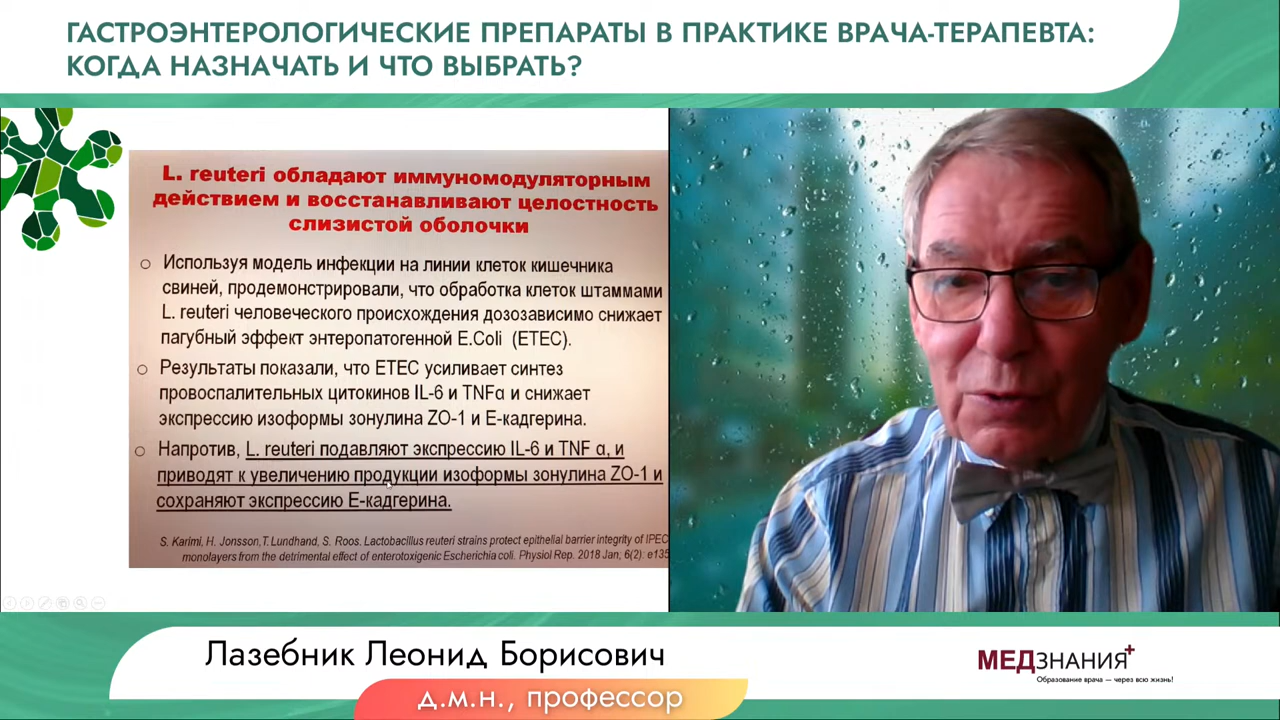 ГАСТРОЭНТЕРОЛОГИЧЕСКИЕ ПРЕПАРАТЫ В ПРАКТИКЕ ВРАЧА-ТЕРАПЕВТА:
КОГДА НАЗНАЧАТЬ И ЧТО ВЫБРАТЬ?
L. reuteri обладают иммуномодуляторным
действием и восстанавливают целостность
слизистой оболочки
Используя модель инфекции на линии клеток кишечника
свиней, продемонстрировали, что обработка клеток штаммами
L. reuteri человеческого происхождения дозозависимо снижает
пагубный эффект энтеропатогенной E.Coli (ETEC).
Результаты показали, что ETEC усиливает синтез
провоспалительных цитокинов IL-6 и TNFα и снижает
экспрессию изоформы зонулина ZO-1 и Е-кадгерина.
Напротив, L. reuteri подавляют экспрессию IL-6 и TNF α, и
приводят к увеличению продукции изоформы зонулина ZO-1 и
сохраняют экспрессию Е-кадгерина.
S. Karimi, H. Jonsson,T. Lundhand, S. Roos. Lactobacillus reuteri strains protect epithelial barrier integrity of IPEC
monolayers from the detrimental effect of enterotoxigenic Escherichia coli. Physiol Rep. 2018 Jan; 6(2): e135
Лазебник Леонид Борисович
д.м.н., профессор
МЕДЗНАНИЯ+
Образование врача — через всю жизнь!